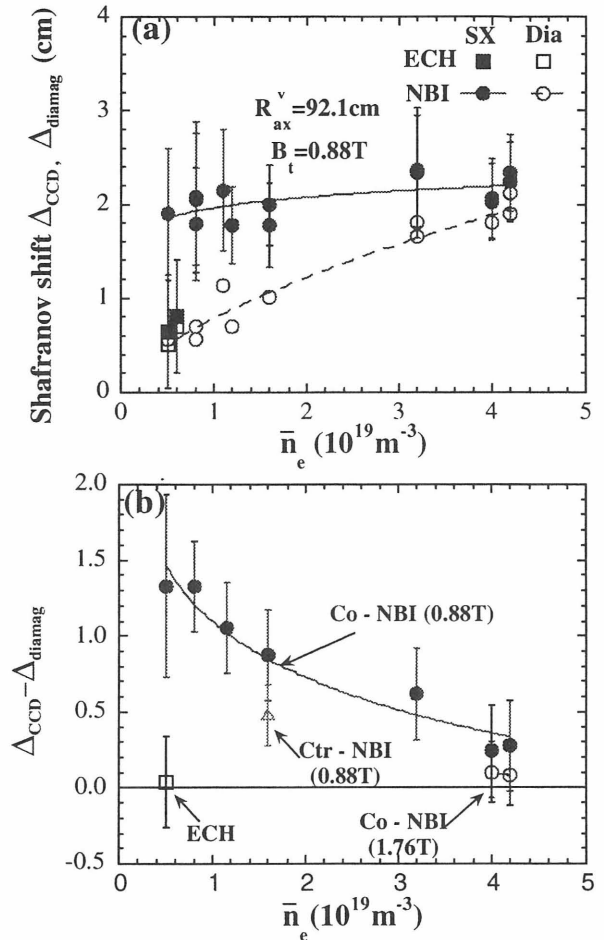 (a)
SX Dia
ECH
NBI
R_ax^v=92.1cm
B_t=0.88T
Shafranov shift Δ_CCD, Δ_diamag (cm)
4
3
2
1
0
0 1 2 3 4 5
n̄_e (10^19 m^-3)
(b)
Δ_CCD–Δ_diamag
2.0
1.5
1.0
0.5
0.0
-0.5
Co - NBI (0.88T)
Ctr - NBI
(0.88T)
ECH
Co - NBI
(1.76T)
0 1 2 3 4 5
n̄_e (10^19 m^-3)